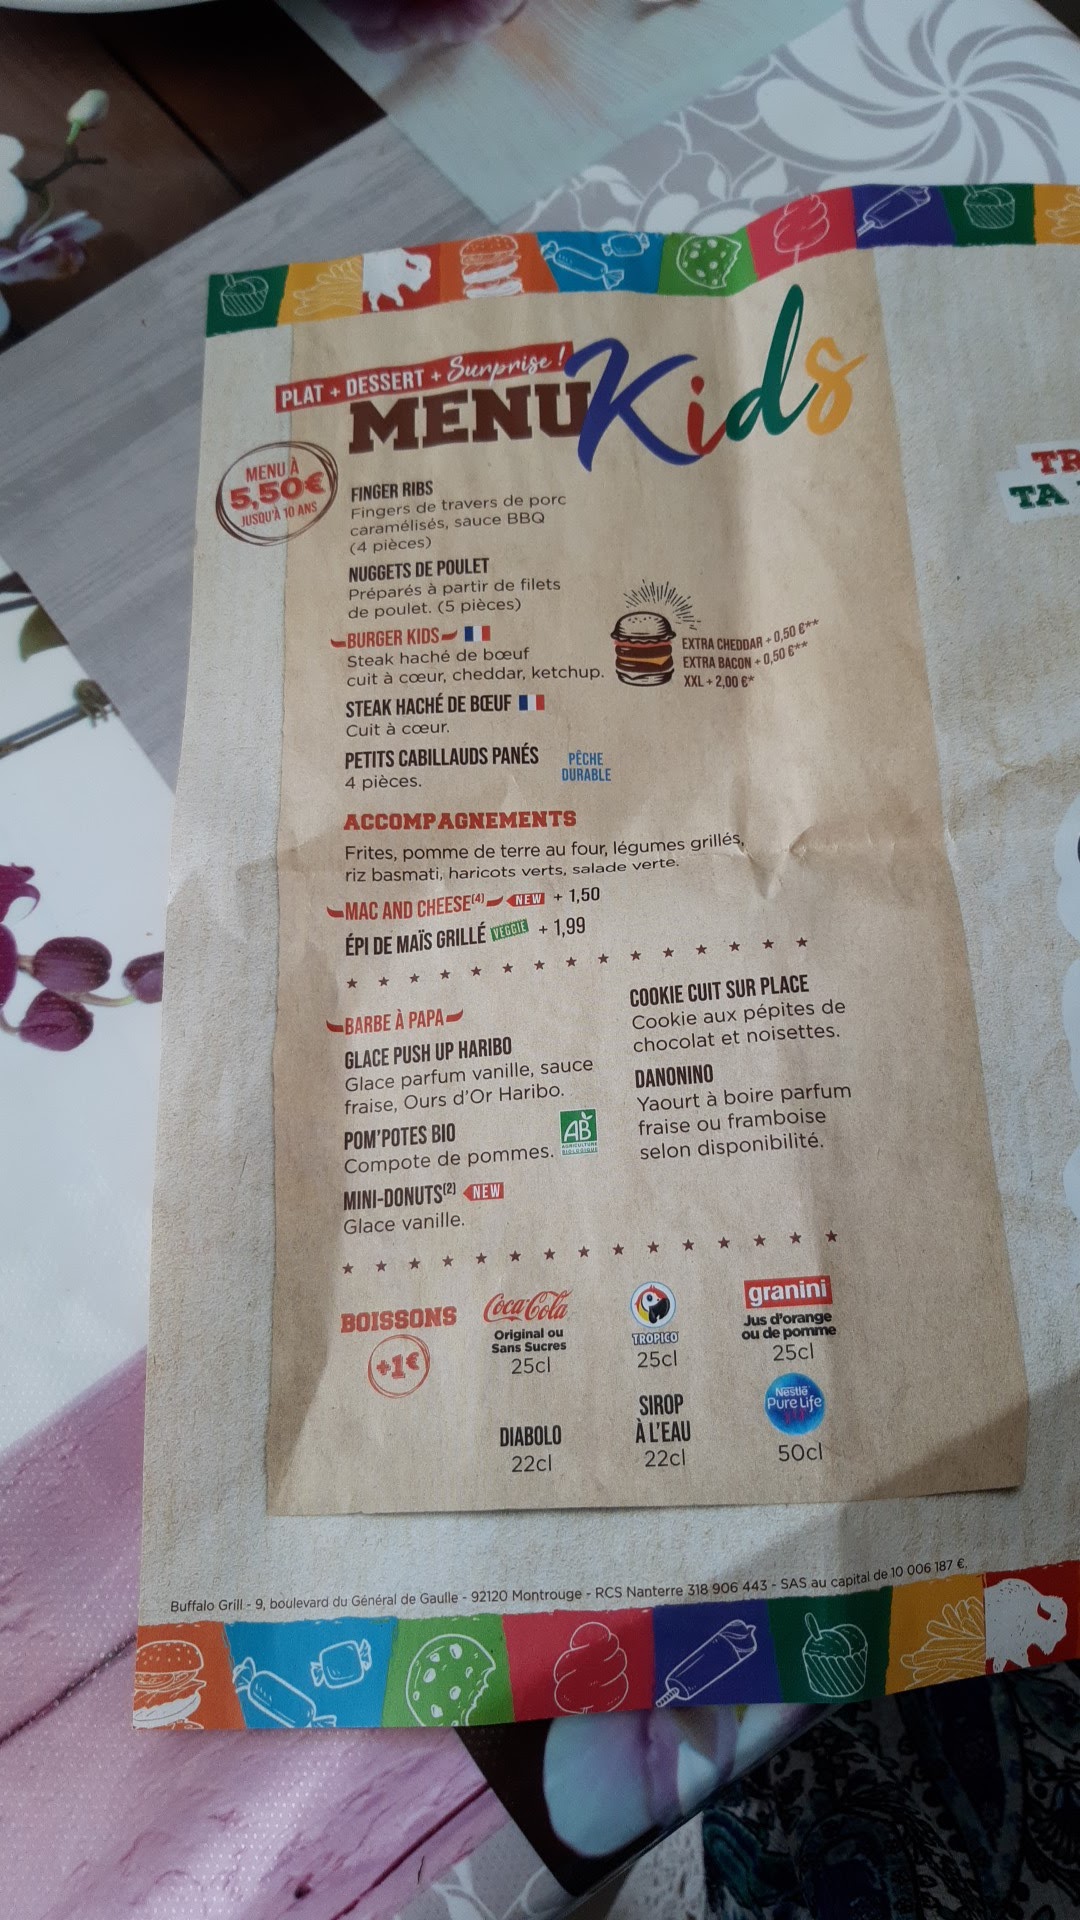 PLAT + DESSERT + Surprise !
MENU Kids
MENU À
5,50€
JUSQU'À 10 ANS
FINGER RIBS
Fingers de travers de porc
caramélisés, sauce BBQ
(4 pièces)
NUGGETS DE POULET
Préparés à partir de filets
de poulet. (5 pièces)
BURGER KIDS
Steak haché de bœuf
cuit à cœur, cheddar, ketchup.
EXTRA CHEDDAR + 0,50 €**
EXTRA BACON + 0,50 €**
XXL + 2,00 €*
STEAK HACHÉ DE BŒUF
Cuit à cœur.
PETITS CABILLAUDS PANÉS
4 pièces.
PÊCHE
DURABLE
ACCOMPAGNEMENTS
Frites, pomme de terre au four, légumes grillés,
riz basmati, haricots verts, salade verte.
MAC AND CHEESE(4) NEW + 1,50
ÉPI DE MAÏS GRILLÉ VEGGIE + 1,99
BARBE À PAPA
GLACE PUSH UP HARIBO
Glace parfum vanille, sauce
fraise, Ours d'Or Haribo.
POM'POTES BIO
Compote de pommes.
AB
AGRICULTURE
BIOLOGIQUE
MINI-DONUTS(2) NEW
Glace vanille.
COOKIE CUIT SUR PLACE
Cookie aux pépites de
chocolat et noisettes.
DANONINO
Yaourt à boire parfum
fraise ou framboise
selon disponibilité.
BOISSONS
+1€
Coca-Cola
Original ou
Sans Sucres
25cl
TROPICO
25cl
granini
Jus d'orange
ou de pomme
25cl
DIABOLO
22cl
SIROP
À L'EAU
22cl
Nestlé
Pure Life
50cl
Buffalo Grill - 9, boulevard du Général de Gaulle - 92120 Montrouge - RCS Nanterre 318 906 443 - SAS au capital de 10 006 187 €.
TR
TA